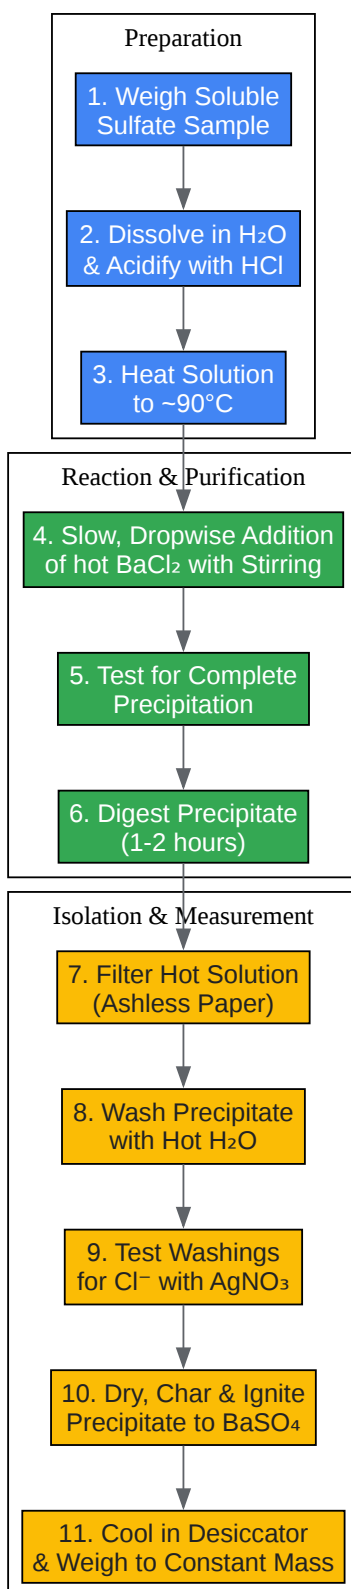 Preparation
1. Weigh Soluble
Sulfate Sample
2. Dissolve in H₂O
& Acidify with HCl
3. Heat Solution
to ~90°C
Reaction & Purification
4. Slow, Dropwise Addition
of hot BaCl₂ with Stirring
5. Test for Complete
Precipitation
6. Digest Precipitate
(1-2 hours)
Isolation & Measurement
7. Filter Hot Solution
(Ashless Paper)
8. Wash Precipitate
with Hot H₂O
9. Test Washings
for Cl⁻ with AgNO₃
10. Dry, Char & Ignite
Precipitate to BaSO₄
11. Cool in Desiccator
& Weigh to Constant Mass